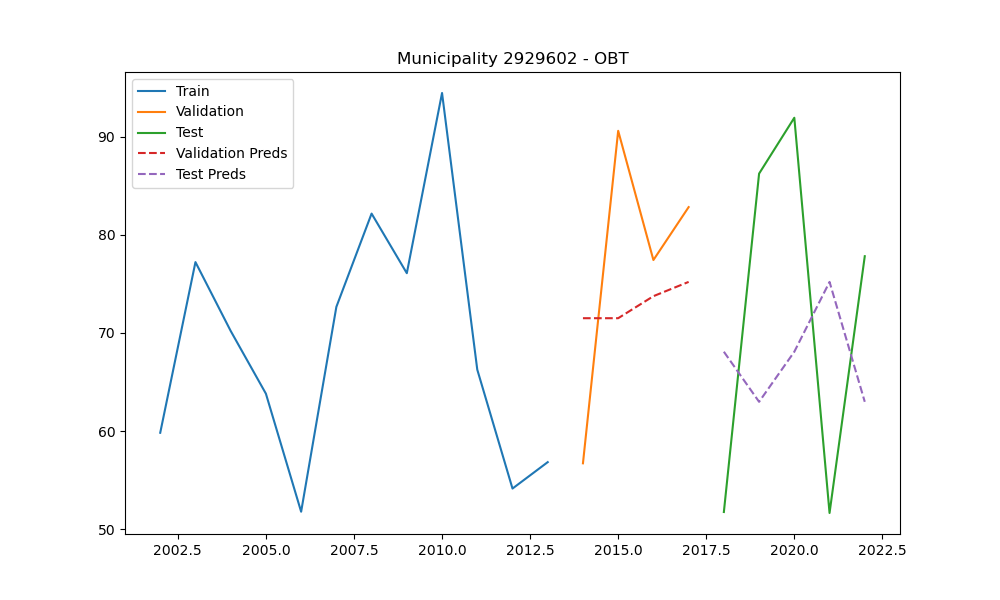 Municipality 2929602 - OBT
Train
Validation
Test
Validation Preds
Test Preds
90
80
70
60
50
2002.5 2005.0 2007.5 2010.0 2012.5 2015.0 2017.5 2020.0 2022.5